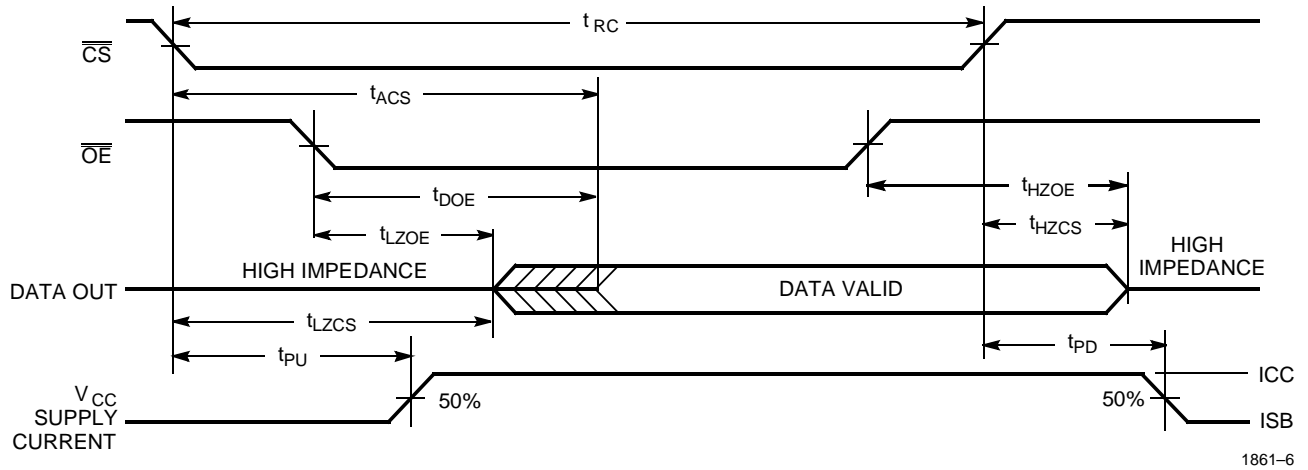 t RC
CS
tACS
OE
tDOE
tHZOE
tLZOE
tHZCS
HIGH IMPEDANCE
HIGH
IMPEDANCE
DATA OUT
DATA VALID
tLZCS
tPU
tPD
VCC
SUPPLY
CURRENT
50%
50%
ICC
ISB
1861–6